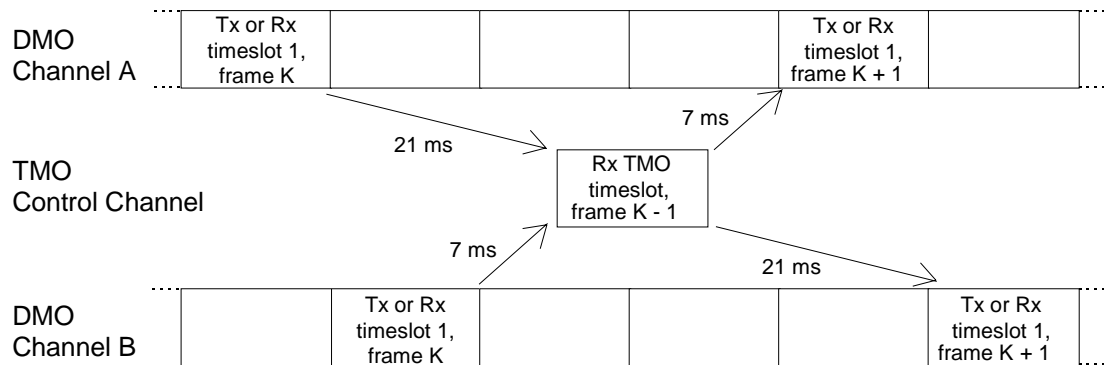 DMO
Channel A
Tx or Rx
timeslot 1,
frame K
Tx or Rx
timeslot 1,
frame K + 1
21 ms
7 ms
TMO
Control Channel
Rx TMO
timeslot,
frame K - 1
7 ms
21 ms
DMO
Channel B
Tx or Rx
timeslot 1,
frame K
Tx or Rx
timeslot 1,
frame K + 1